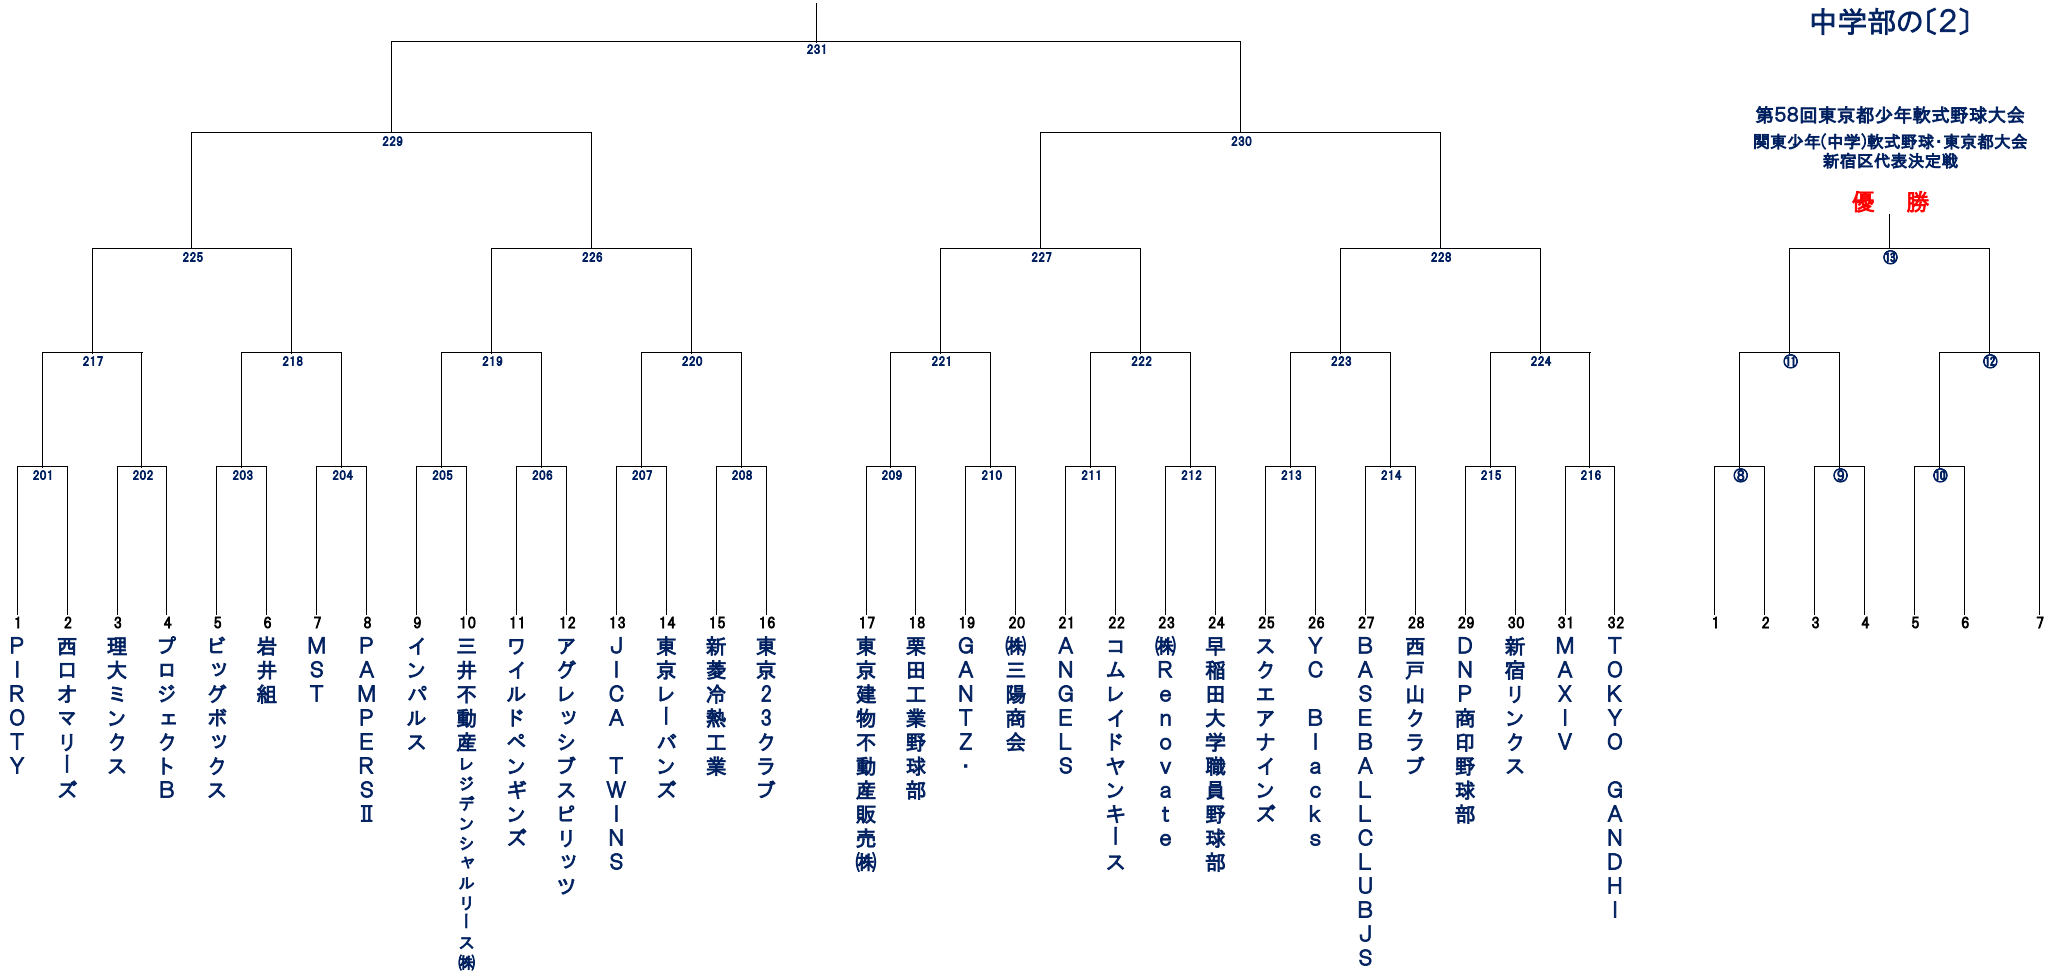 中学部の〔2〕
第58回東京都少年軟式野球大会
関東少年(中学)軟式野球・東京都大会
新宿区代表決定戦
優 勝
231
229
230
225
226
227
228
⑬
217
218
219
220
221
222
223
224
⑪
⑫
201
202
203
204
205
206
207
208
209
210
211
212
213
214
215
216
⑧
⑨
⑩
1 PIROTY
2 西口オマリーズ
3 理大ミンクス
4 プロジェクトB
5 ビッグボックス
6 岩井組
7 MST
8 PAMPERSⅡ
9 インパルス
10 三井不動産レジデンシャルリース㈱
11 ワイルドペンギンズ
12 アグレッシブスピリッツ
13 JICA TWINS
14 東京レーバンズ
15 新菱冷熱工業
16 東京23クラブ
17 東京建物不動産販売㈱
18 栗田工業野球部
19 GANTZ・
20 ㈱三陽商会
21 ANGELS
22 コムレイドヤンキース
23 ㈱Renovate
24 早稲田大学職員野球部
25 スクエアナインズ
26 YC Blacks
27 BASEBALLCLUBJS
28 西戸山クラブ
29 DNP商印野球部
30 新宿リンクス
31 MAXIV
32 TOKYO GANDHI
1
2
3
4
5
6
7